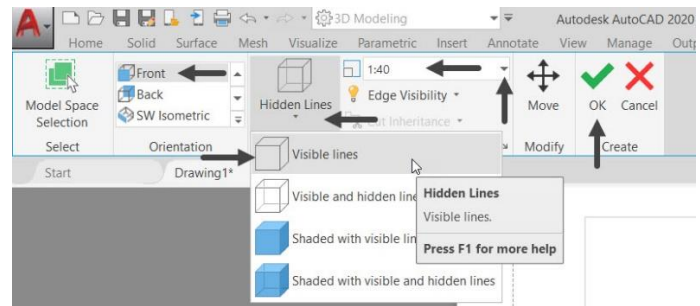 3D Modeling Autodesk AutoCAD 2020
Home Solid Surface Mesh Visualize Parametric Insert Annotate View Manage Outp
Front
Back
SW Isometric
Model Space
Selection
Hidden Lines
1:40
Edge Visibility
Cut Inheritance
Move
OK Cancel
Select Orientation Modify Create
Start Drawing1*
Visible lines
Visible and hidden line
Shaded with visible lin
Shaded with visible and hidden lines
Hidden Lines
Visible lines.
Press F1 for more help